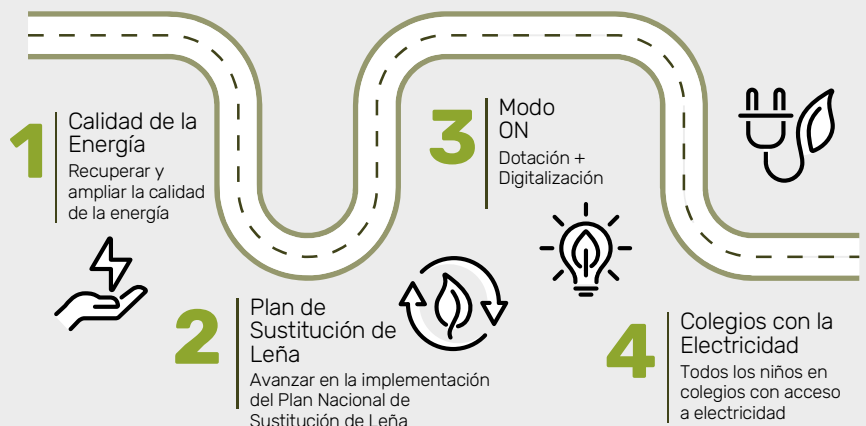 1
Calidad de la
Energía
Recuperar y
ampliar la calidad
de la energía
2
Plan de
Sustitución de
Leña
Avanzar en la implementación
del Plan Nacional de
Sustitución de Leña
3
Modo
ON
Dotación +
Digitalización
4
Colegios con la
Electricidad
Todos los niños en
colegios con acceso
a electricidad